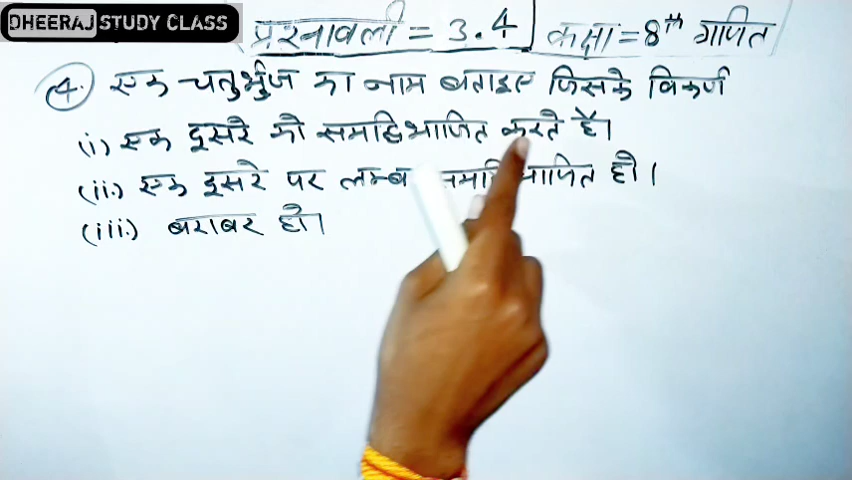 DHEERAJ STUDY CLASS
प्रश्नावली = 3.4 कक्षा = 8th गणित
4. एक चतुर्भुज का नाम बताइए जिसके विकर्ण
(i) एक दूसरे को समद्विभाजित करते है।
(ii.) एक दूसरे पर लम्ब हो।
(iii.) बराबर हो।